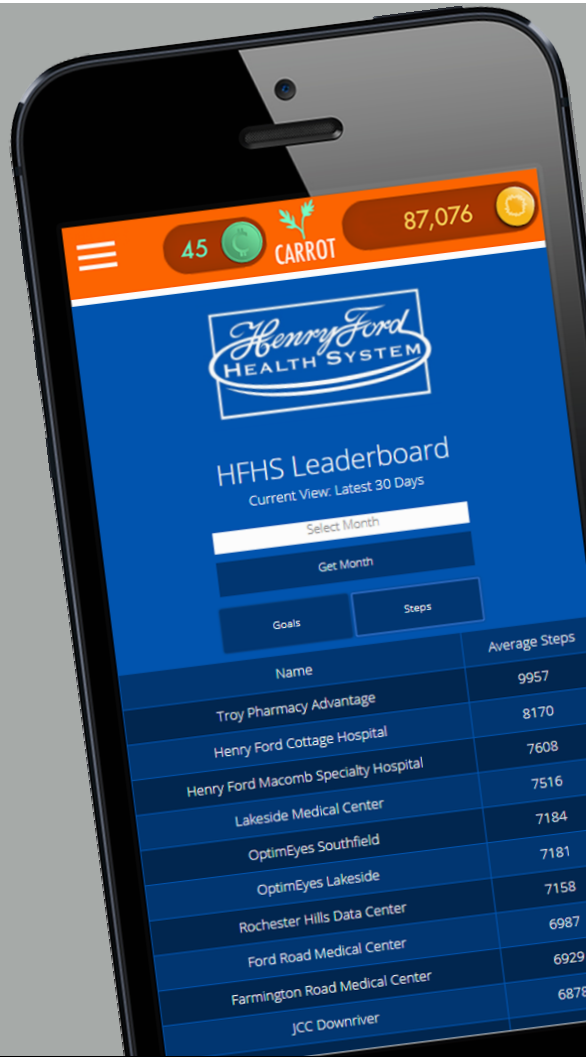 45
CARROT
87,076
Henry Ford
HEALTH SYSTEM
HFHS Leaderboard
Current View: Latest 30 Days
Select Month
Get Month
Goals Steps
Name Average Steps
Troy Pharmacy Advantage 9957
Henry Ford Cottage Hospital 8170
Henry Ford Macomb Specialty Hospital 7608
Lakeside Medical Center 7516
OptimEyes Southfield 7184
OptimEyes Lakeside 7181
Rochester Hills Data Center 7158
Ford Road Medical Center 6987
Farmington Road Medical Center 6929
JCC Downriver 6878